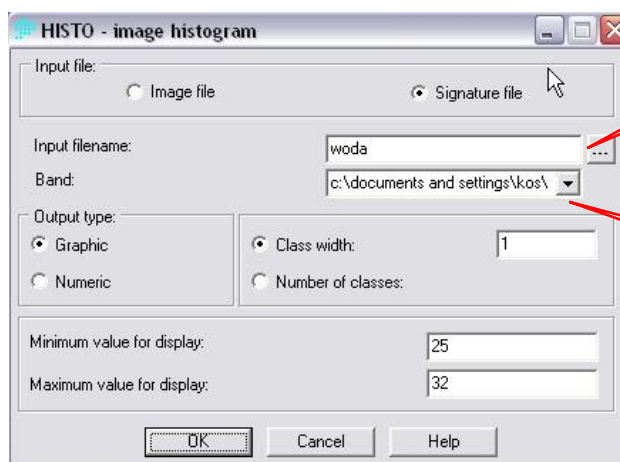 HISTO - image histogram
Input file:
Image file
Signature file
Input filename:
woda
...
Band:
c:\documents and settings\kos\
Output type:
Graphic
Class width:
1
Numeric
Number of classes:
Minimum value for display:
25
Maximum value for display:
32
OK
Cancel
Help